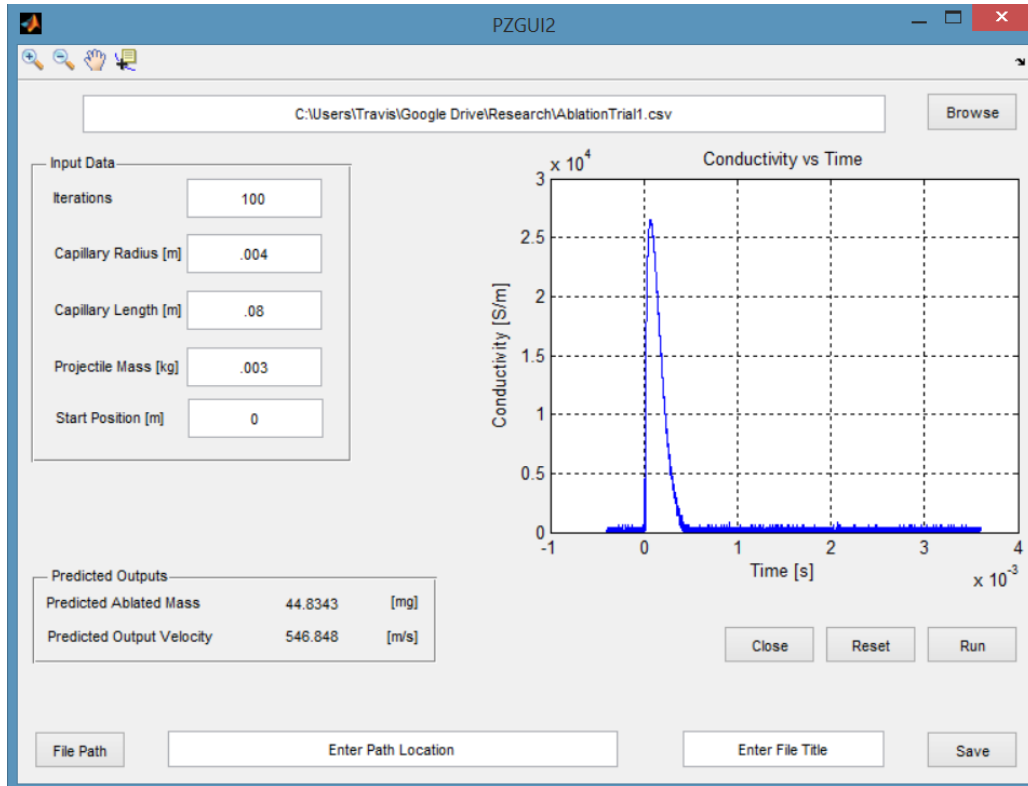 PZGUI2
C:\Users\Travis\Google Drive\Research\AblationTrial1.csv
Browse
Input Data
Iterations
100
Capillary Radius [m]
.004
Capillary Length [m]
.08
Projectile Mass [kg]
.003
Start Position [m]
0
x 10^4
Conductivity vs Time
Conductivity [S/m]
3
2.5
2
1.5
1
0.5
0
-1
0
1
2
3
4
Time [s]
x 10^-3
Predicted Outputs
Predicted Ablated Mass 44.8343 [mg]
Predicted Output Velocity 546.848 [m/s]
Close
Reset
Run
File Path
Enter Path Location
Enter File Title
Save